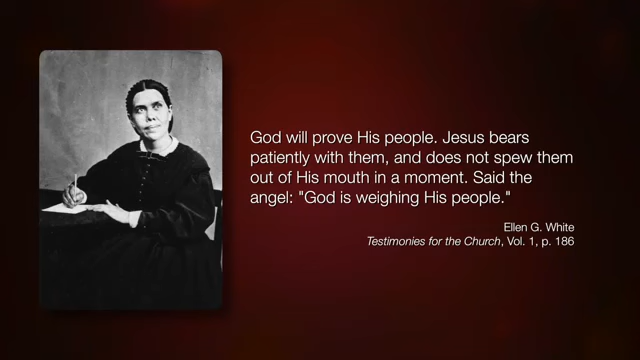 God will prove His people. Jesus bears
patiently with them, and does not spew them
out of His mouth in a moment. Said the
angel: "God is weighing His people."
Ellen G. White
Testimonies for the Church, Vol. 1, p. 186